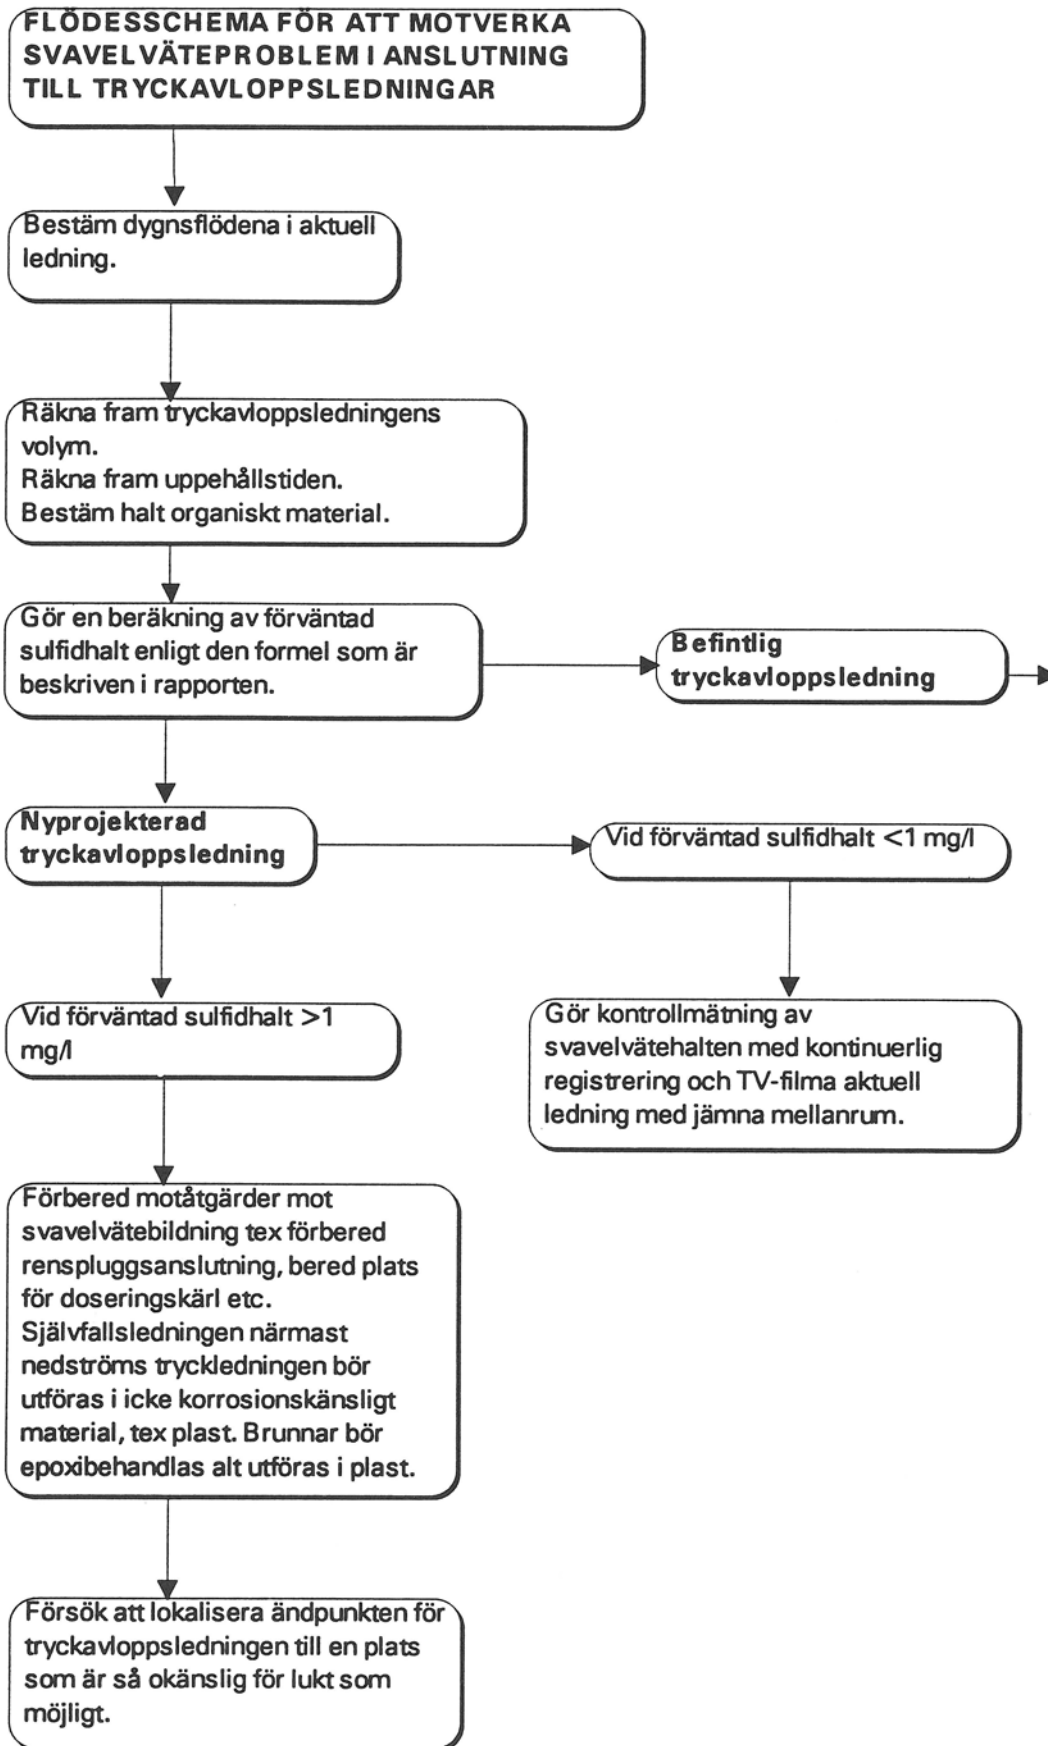 FLÖDESSCHEMA FÖR ATT MOTVERKA
SVAVELVÄTEPROBLEM I ANSLUTNING
TILL TRYCKAVLOPPSLEDNINGAR
Bestäm dygnsflödena i aktuell
ledning.
Räkna fram tryckavloppsledningens
volym.
Räkna fram uppehållstiden.
Bestäm halt organiskt material.
Gör en beräkning av förväntad
sulfidhalt enligt den formel som är
beskriven i rapporten.
Befintlig
tryckavloppsledning
Nyprojekterad
tryckavloppsledning
Vid förväntad sulfidhalt <1 mg/l
Vid förväntad sulfidhalt >1
mg/l
Gör kontrollmätning av
svavelvätehalten med kontinuerlig
registrering och TV-filma aktuell
ledning med jämna mellanrum.
Förbered motåtgärder mot
svavelvätebildning tex förbered
renspluggsanslutning, bered plats
för doseringskärl etc.
Självfallsledningen närmast
nedströms tryckledningen bör
utföras i icke korrosionskänsligt
material, tex plast. Brunnar bör
epoxibehandlas alt utföras i plast.
Försök att lokalisera ändpunkten för
tryckavloppsledningen till en plats
som är så okänslig för lukt som
möjligt.